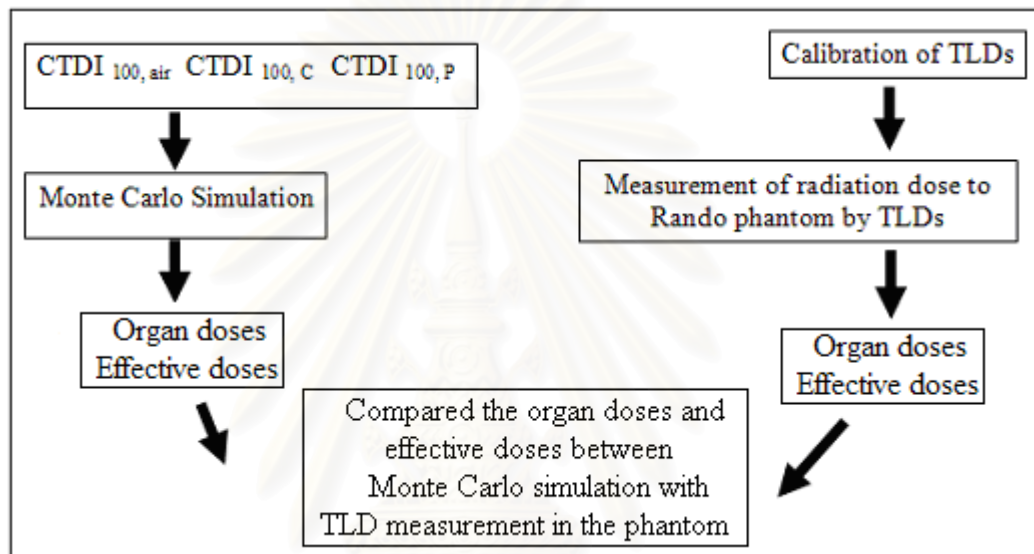 CTDI 100, air CTDI 100, C CTDI 100, P
Monte Carlo Simulation
Organ doses
Effective doses
Calibration of TLDs
Measurement of radiation dose to
Rando phantom by TLDs
Organ doses
Effective doses
Compared the organ doses and
effective doses between
Monte Carlo simulation with
TLD measurement in the phantom